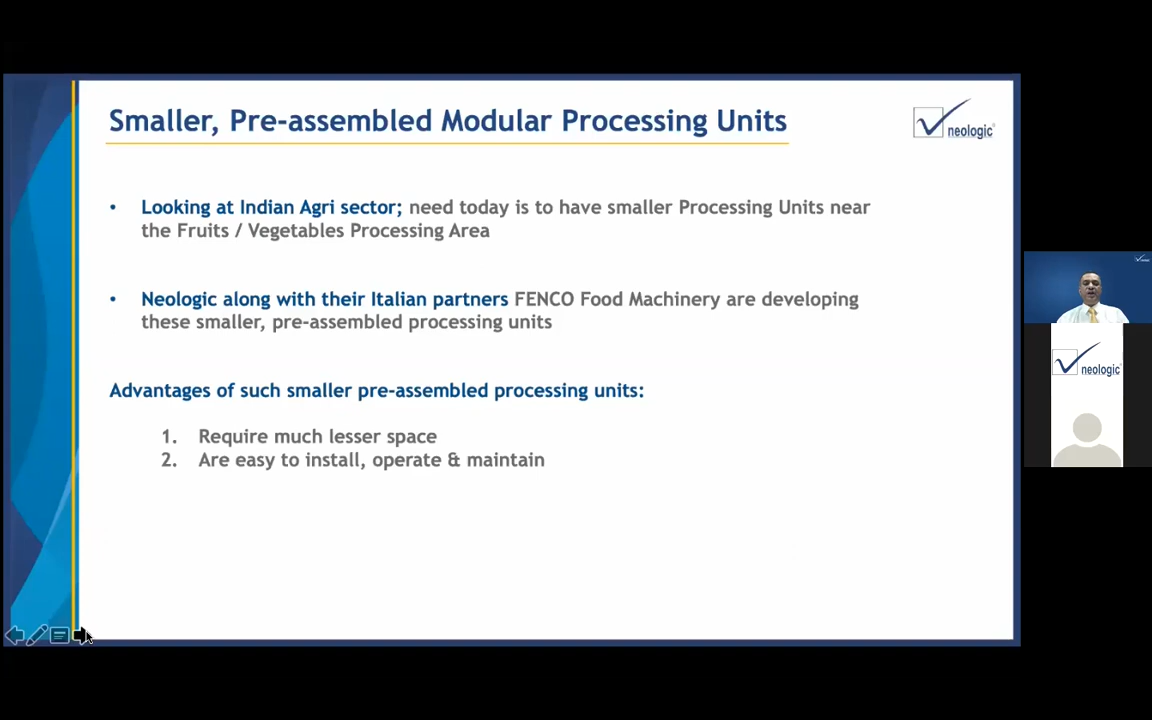 Smaller, Pre-assembled Modular Processing Units
neologic
• Looking at Indian Agri sector; need today is to have smaller Processing Units near
the Fruits / Vegetables Processing Area
• Neologic along with their Italian partners FENCO Food Machinery are developing
these smaller, pre-assembled processing units
Advantages of such smaller pre-assembled processing units:
1. Require much lesser space
2. Are easy to install, operate & maintain
neologic